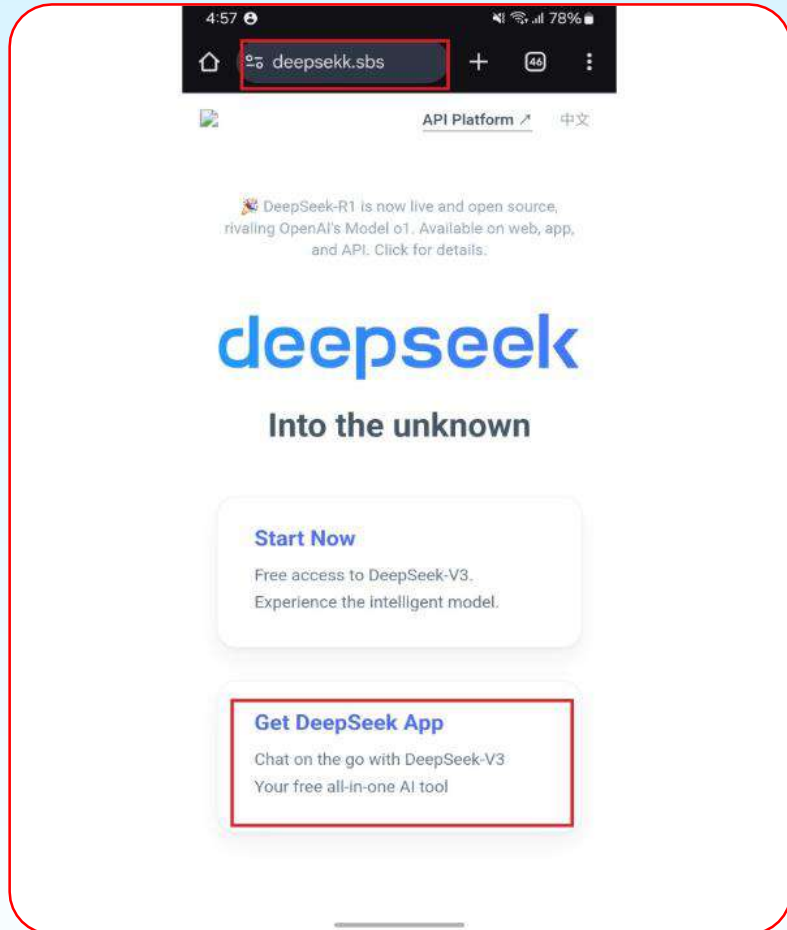 4:57 78%
deepsekk.sbs 46
API Platform ↗ 中文
🎉 DeepSeek-R1 is now live and open source,
rivaling OpenAI's Model o1. Available on web, app,
and API. Click for details.
deepseek
Into the unknown
Start Now
Free access to DeepSeek-V3.
Experience the intelligent model.
Get DeepSeek App
Chat on the go with DeepSeek-V3
Your free all-in-one AI tool